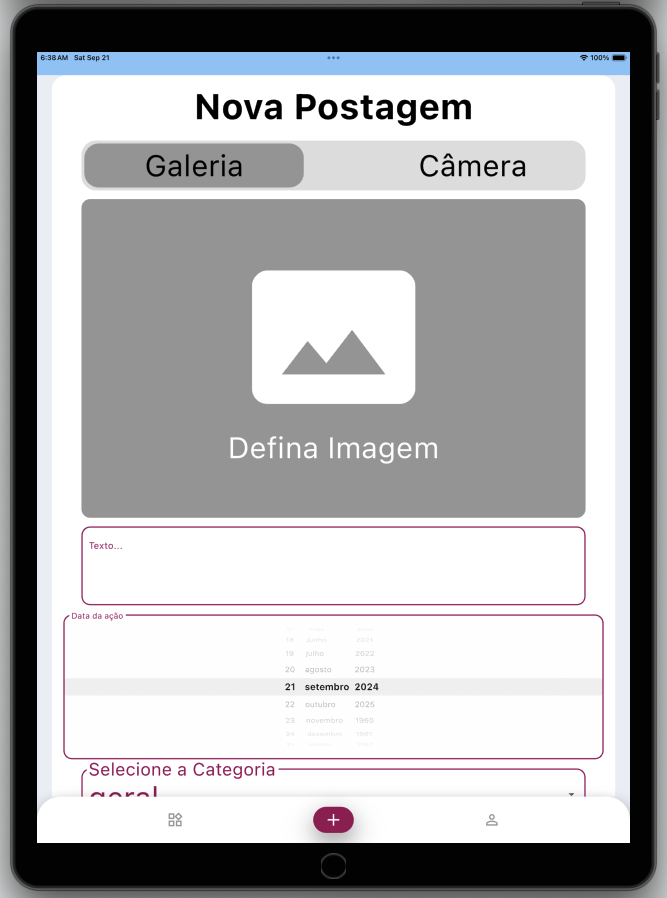 6:38 AM Sat Sep 21
100%
Nova Postagem
Galeria
Câmera
Defina Imagem
Texto...
Data da ação
18 junho 2021
19 julho 2022
20 agosto 2023
21 setembro 2024
22 outubro 2025
23 novembro 1960
24 dezembro 1961
Selecione a Categoria
geral